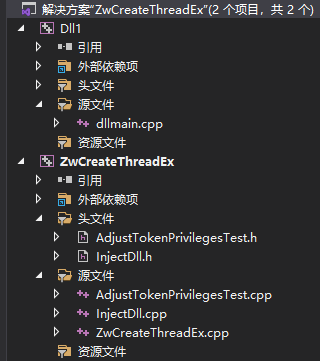 解决方案"ZwCreateThreadEx"(2 个项目，共 2 个)
Dll1
引用
外部依赖项
头文件
源文件
dllmain.cpp
资源文件
ZwCreateThreadEx
引用
外部依赖项
头文件
AdjustTokenPrivilegesTest.h
InjectDll.h
源文件
AdjustTokenPrivilegesTest.cpp
InjectDll.cpp
ZwCreateThreadEx.cpp
资源文件